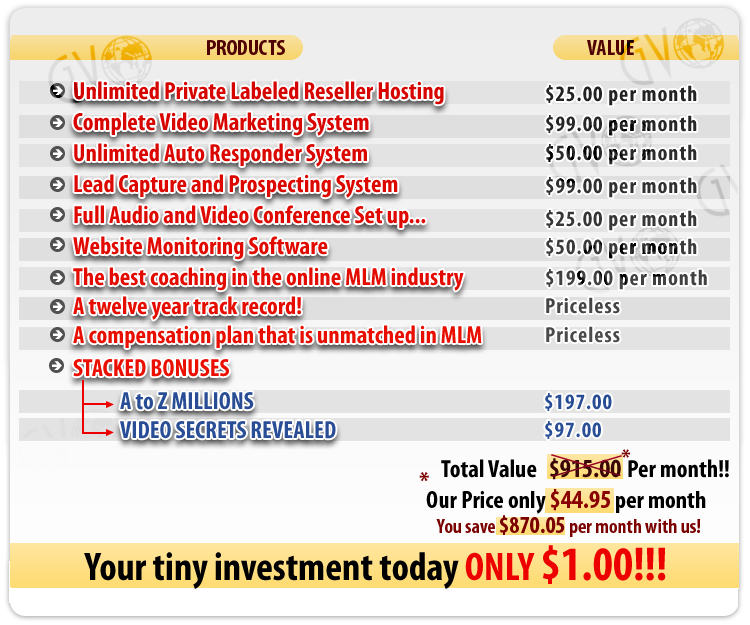 PRODUCTS VALUE
Unlimited Private Labeled Reseller Hosting $25.00 per month
Complete Video Marketing System $99.00 per month
Unlimited Auto Responder System $50.00 per month
Lead Capture and Prospecting System $99.00 per month
Full Audio and Video Conference Set up... $25.00 per month
Website Monitoring Software $50.00 per month
The best coaching in the online MLM industry $199.00 per month
A twelve year track record! Priceless
A compensation plan that is unmatched in MLM Priceless
STACKED BONUSES
A to Z MILLIONS $197.00
VIDEO SECRETS REVEALED $97.00
* Total Value $915.00* Per month!!
Our Price only $44.95 per month
You save $870.05 per month with us!
Your tiny investment today ONLY $1.00!!!
GVO
GVO